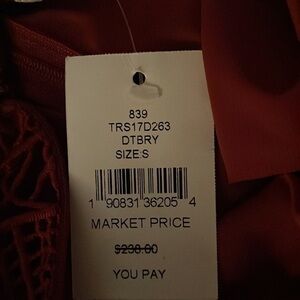 839
TRS17D263
DTBRY
SIZE:S
1 90831 36205 4
MARKET PRICE
$238.00
YOU PAY